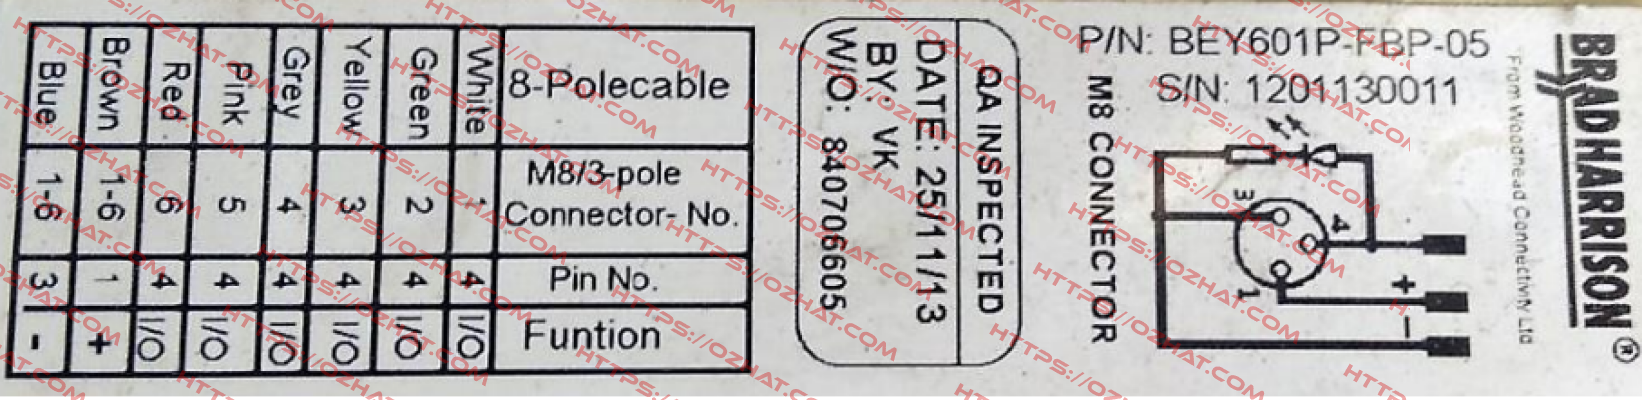 BRADHARRISON®
From Woodhead Connectivity Ltd
P/N: BEY601P-FBP-05
S/N: 1201130011
M8 CONNECTOR
3 4
1
+
−
QA INSPECTED
DATE: 25/11/13
BY: VK
W/O: 840706605
8-Polecable M8/3-pole Connector- No. Pin No. Funtion
White 1 4 I/O
Green 2 4 I/O
Yellow 3 4 I/O
Grey 4 4 I/O
Pink 5 4 I/O
Red 6 4 I/O
Brown 1-6 1 +
Blue 1-6 3 -
HTTPS://OZHAT.COM